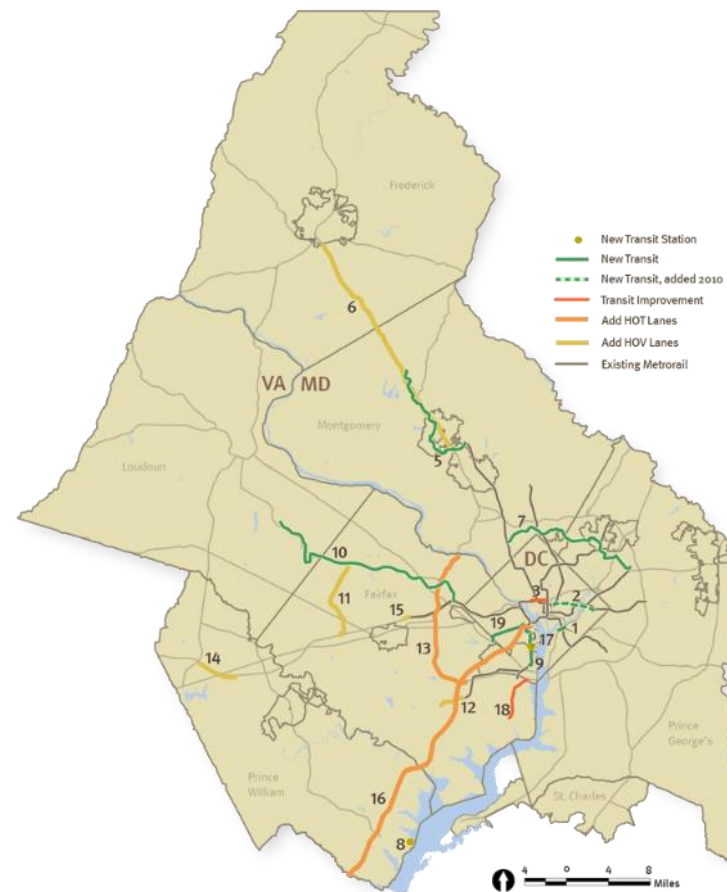 Frederick
New Transit Station
New Transit
New Transit, added 2010
Transit Improvement
Add HOT Lanes
Add HOV Lanes
Existing Metrorail
6
VA
MD
Montgomery
Loudoun
5
7
DC
10
3
2
11
Fairfax
15
19
1
17
13
9
14
12
18
Prince
George's
Prince
William
16
St. Charles
8
4 0 4 8
Miles